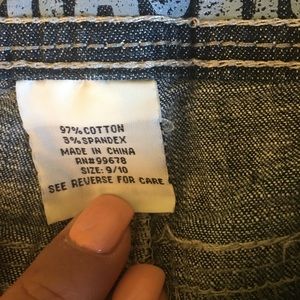 97% COTTON
3% SPANDEX
MADE IN CHINA
RN#99678
SIZE: 9/10
SEE REVERSE FOR CARE